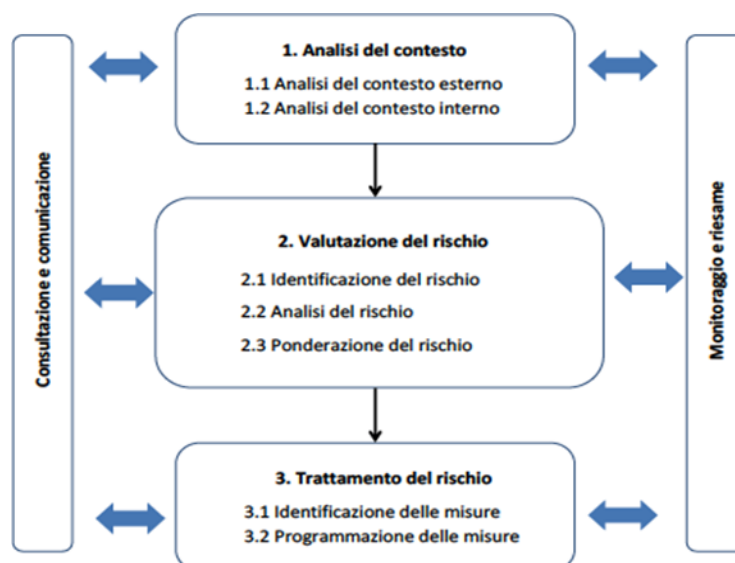 Consultazione e comunicazione
1. Analisi del contesto
1.1 Analisi del contesto esterno
1.2 Analisi del contesto interno
2. Valutazione del rischio
2.1 Identificazione del rischio
2.2 Analisi del rischio
2.3 Ponderazione del rischio
3. Trattamento del rischio
3.1 Identificazione delle misure
3.2 Programmazione delle misure
Monitoraggio e riesame